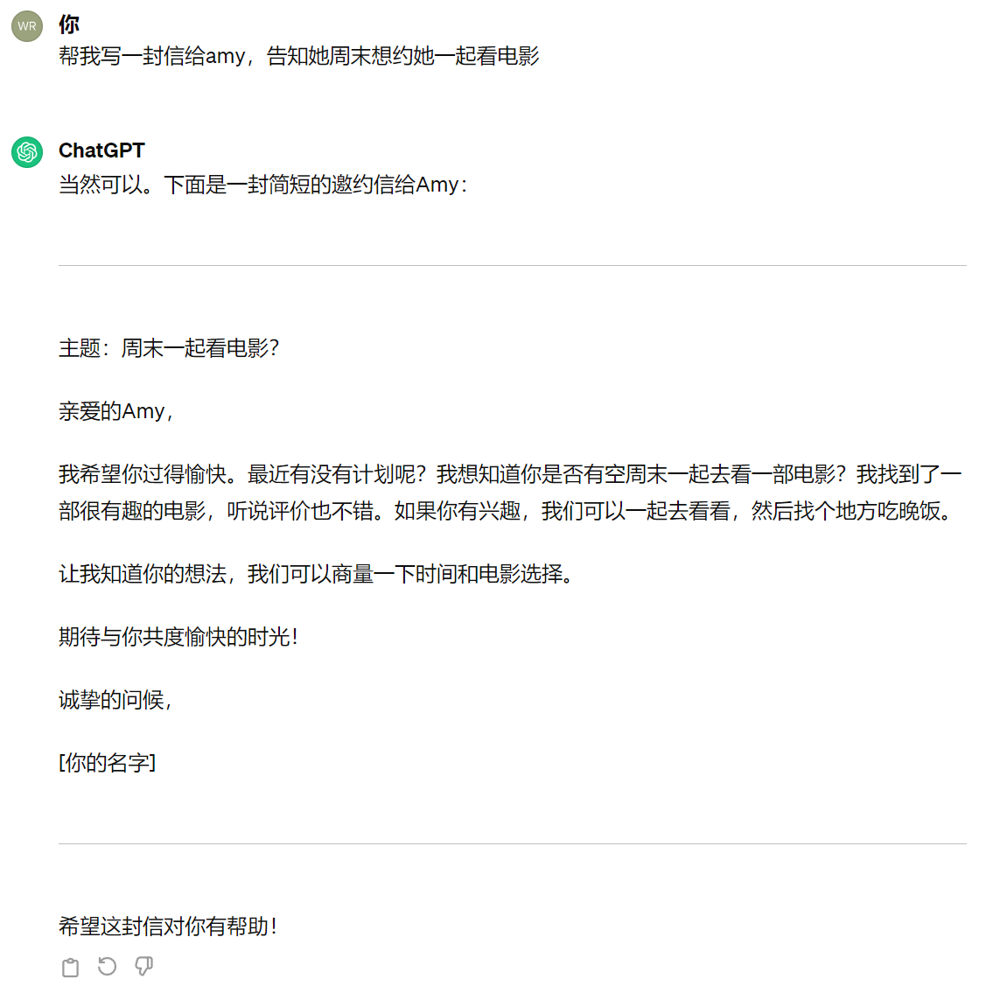 WR
你
帮我写一封信给amy，告知她周末想约她一起看电影
ChatGPT
当然可以。下面是一封简短的邀约信给Amy：
主题：周末一起看电影？
亲爱的Amy，
我希望你过得愉快。最近有没有计划呢？我想知道你是否有空周末一起去看一部电影？我找到了一
部很有趣的电影，听说评价也不错。如果你有兴趣，我们可以一起去看看，然后找个地方吃晚饭。
让我知道你的想法，我们可以商量一下时间和电影选择。
期待与你共度愉快的时光！
诚挚的问候，
[你的名字]
希望这封信对你有帮助！